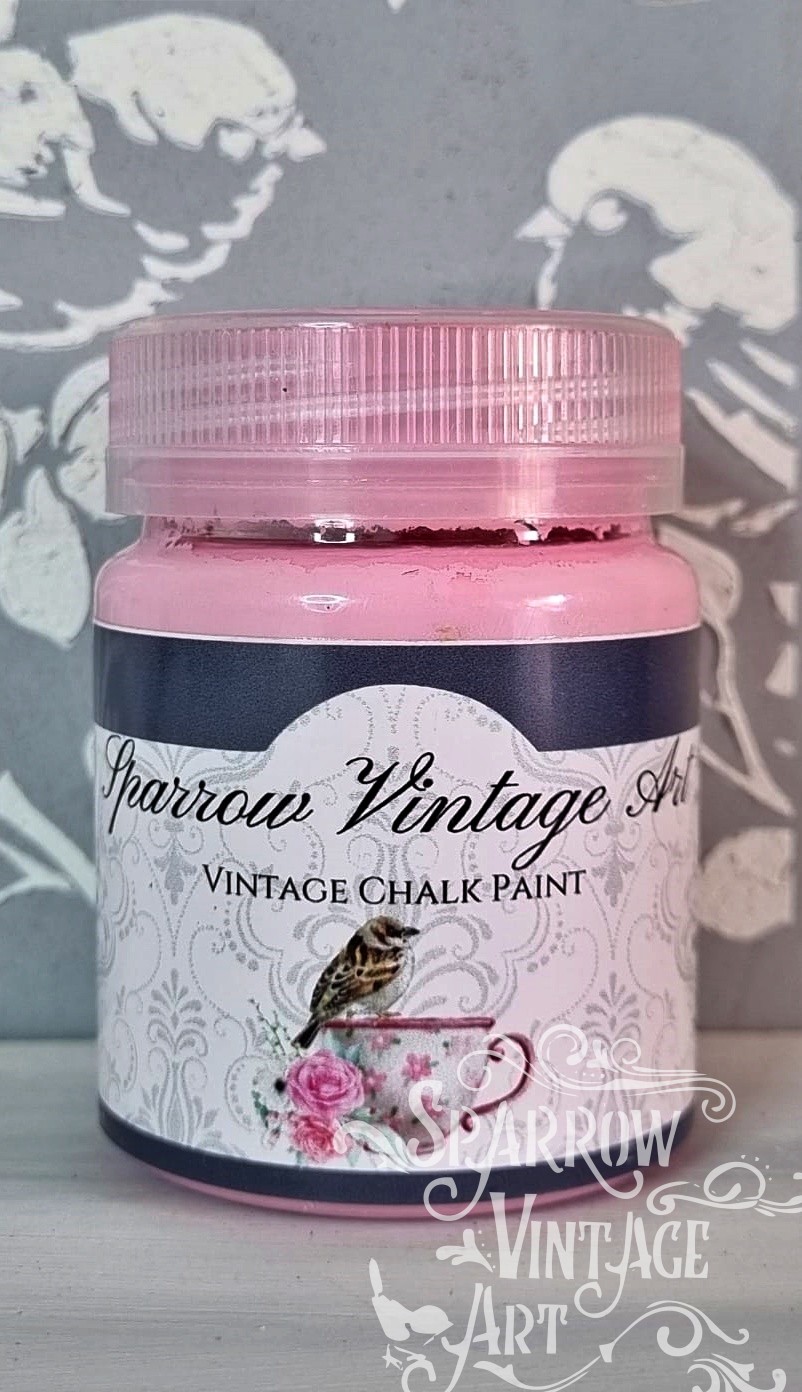 Sparrow Vintage Art
Vintage Chalk Paint
Sparrow
Vintage
Art